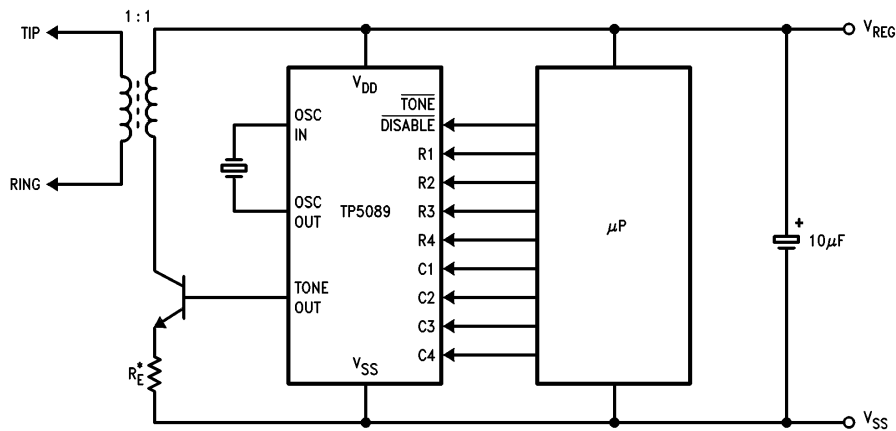 1:1
TIP
RING
V_REG
V_DD
OSC
IN
OSC
OUT
TP5089
TONE
OUT
V_SS
TONE
DISABLE
R1
R2
R3
R4
C1
C2
C3
C4
μP
+
10μF
R_E*
V_SS